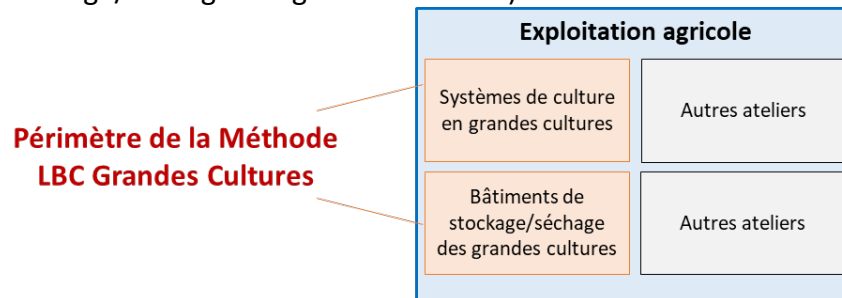 Exploitation agricole
Systèmes de culture
en grandes cultures
Autres ateliers
Périmètre de la Méthode
LBC Grandes Cultures
Bâtiments de
stockage/séchage
des grandes cultures
Autres ateliers